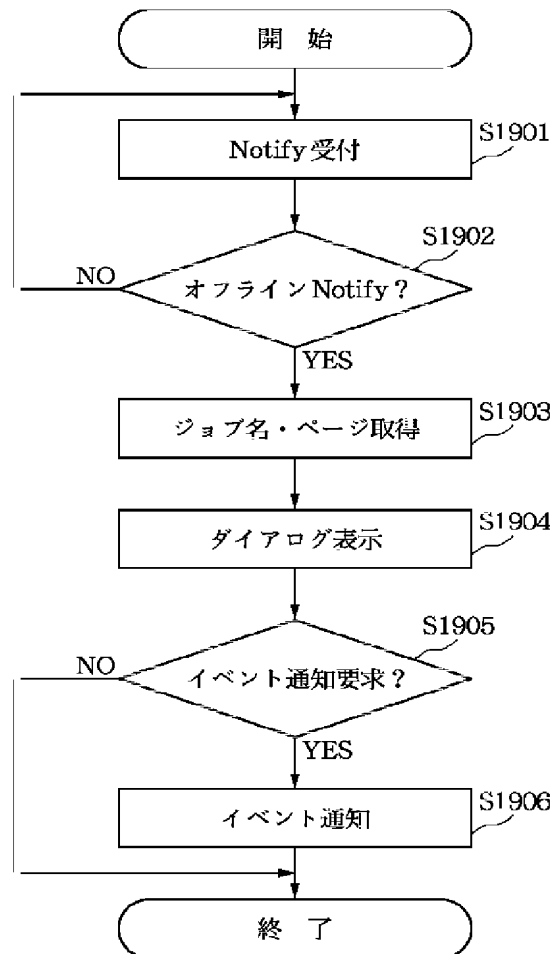 開 始
S1901
Notify受付
S1902
NO
オフラインNotify？
YES
S1903
ジョブ名・ページ取得
S1904
ダイアログ表示
S1905
NO
イベント通知要求？
YES
S1906
イベント通知
終 了